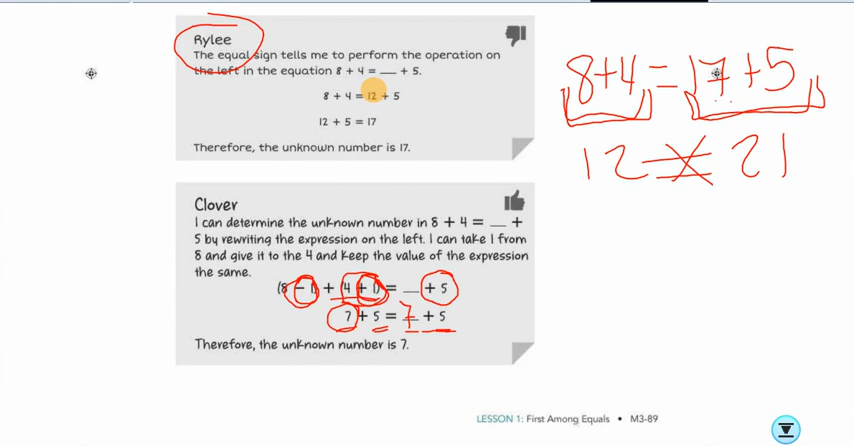 Rylee
The equal sign tells me to perform the operation on
the left in the equation 8 + 4 = __ + 5.
8 + 4 = 12 + 5
12 + 5 = 17
Therefore, the unknown number is 17.
8+4=17+5
12 = 21
Clover
I can determine the unknown number in 8 + 4 = __ +
5 by rewriting the expression on the left. I can take 1 from
8 and give it to the 4 and keep the value of the expression
the same.
(8 − 1) + (4 + 1) = __ + 5
7 + 5 = 7 + 5
Therefore, the unknown number is 7.
LESSON 1: First Among Equals • M3-89